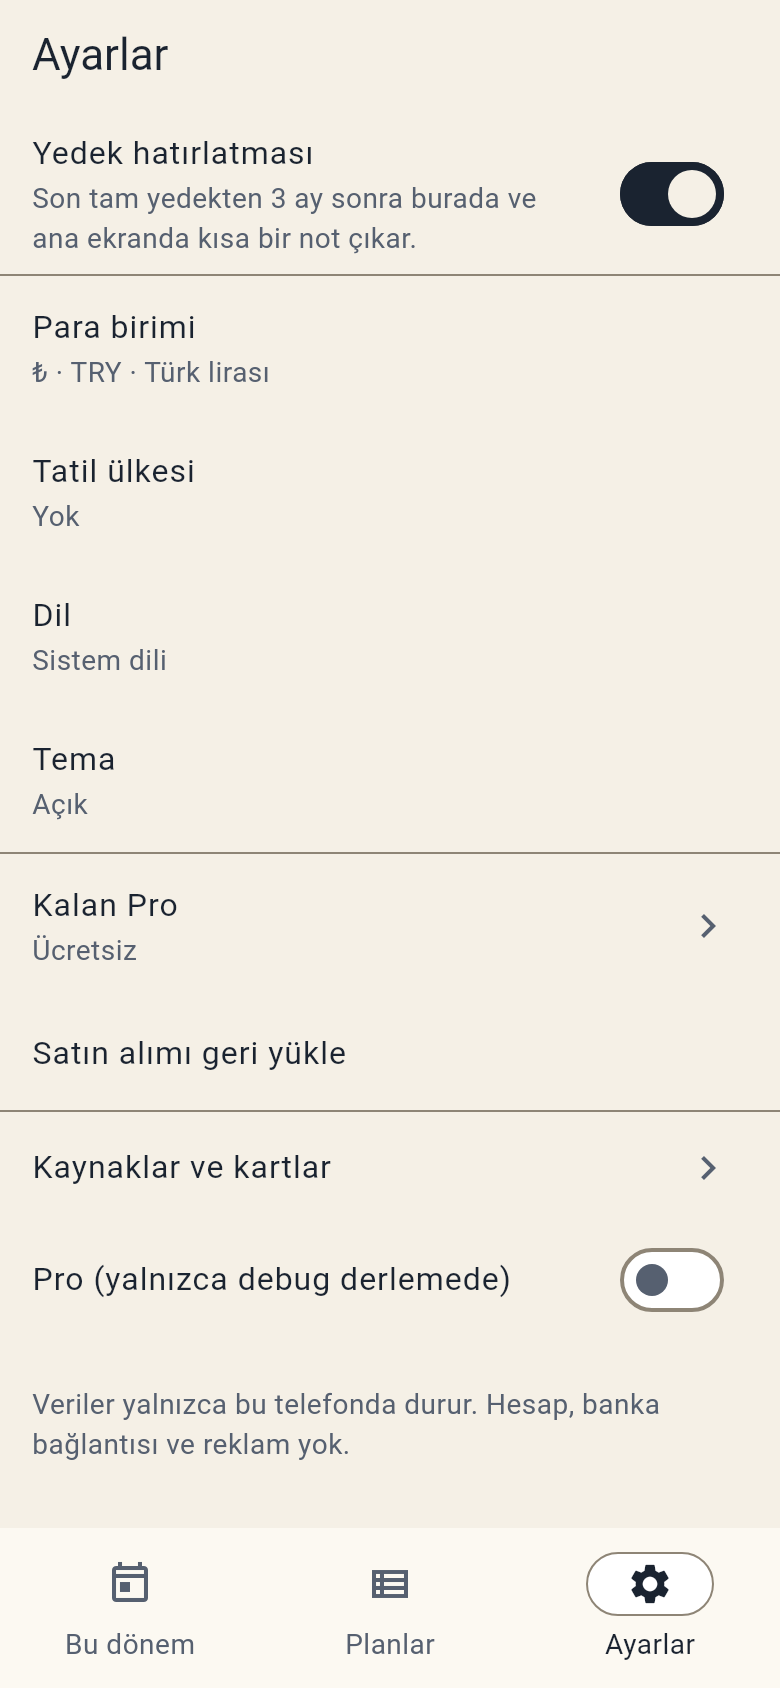 Ayarlar
Yedek hatırlatması
Son tam yedekten 3 ay sonra burada ve
ana ekranda kısa bir not çıkar.
Para birimi
₺ · TRY · Türk lirası
Tatil ülkesi
Yok
Dil
Sistem dili
Tema
Açık
Kalan Pro
Ücretsiz
Satın alımı geri yükle
Kaynaklar ve kartlar
Pro (yalnızca debug derlemede)
Veriler yalnızca bu telefonda durur. Hesap, banka
bağlantısı ve reklam yok.
Bu dönem
Planlar
Ayarlar